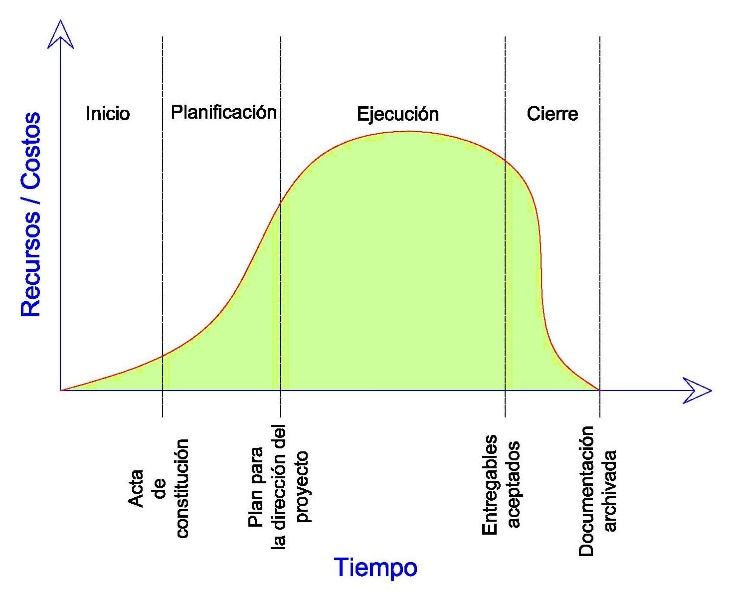 Inicio
Planificación
Ejecución
Cierre
Recursos / Costos
Acta
de
constitución
Plan para
la dirección del
proyecto
Entregables
aceptados
Documentación
archivada
Tiempo